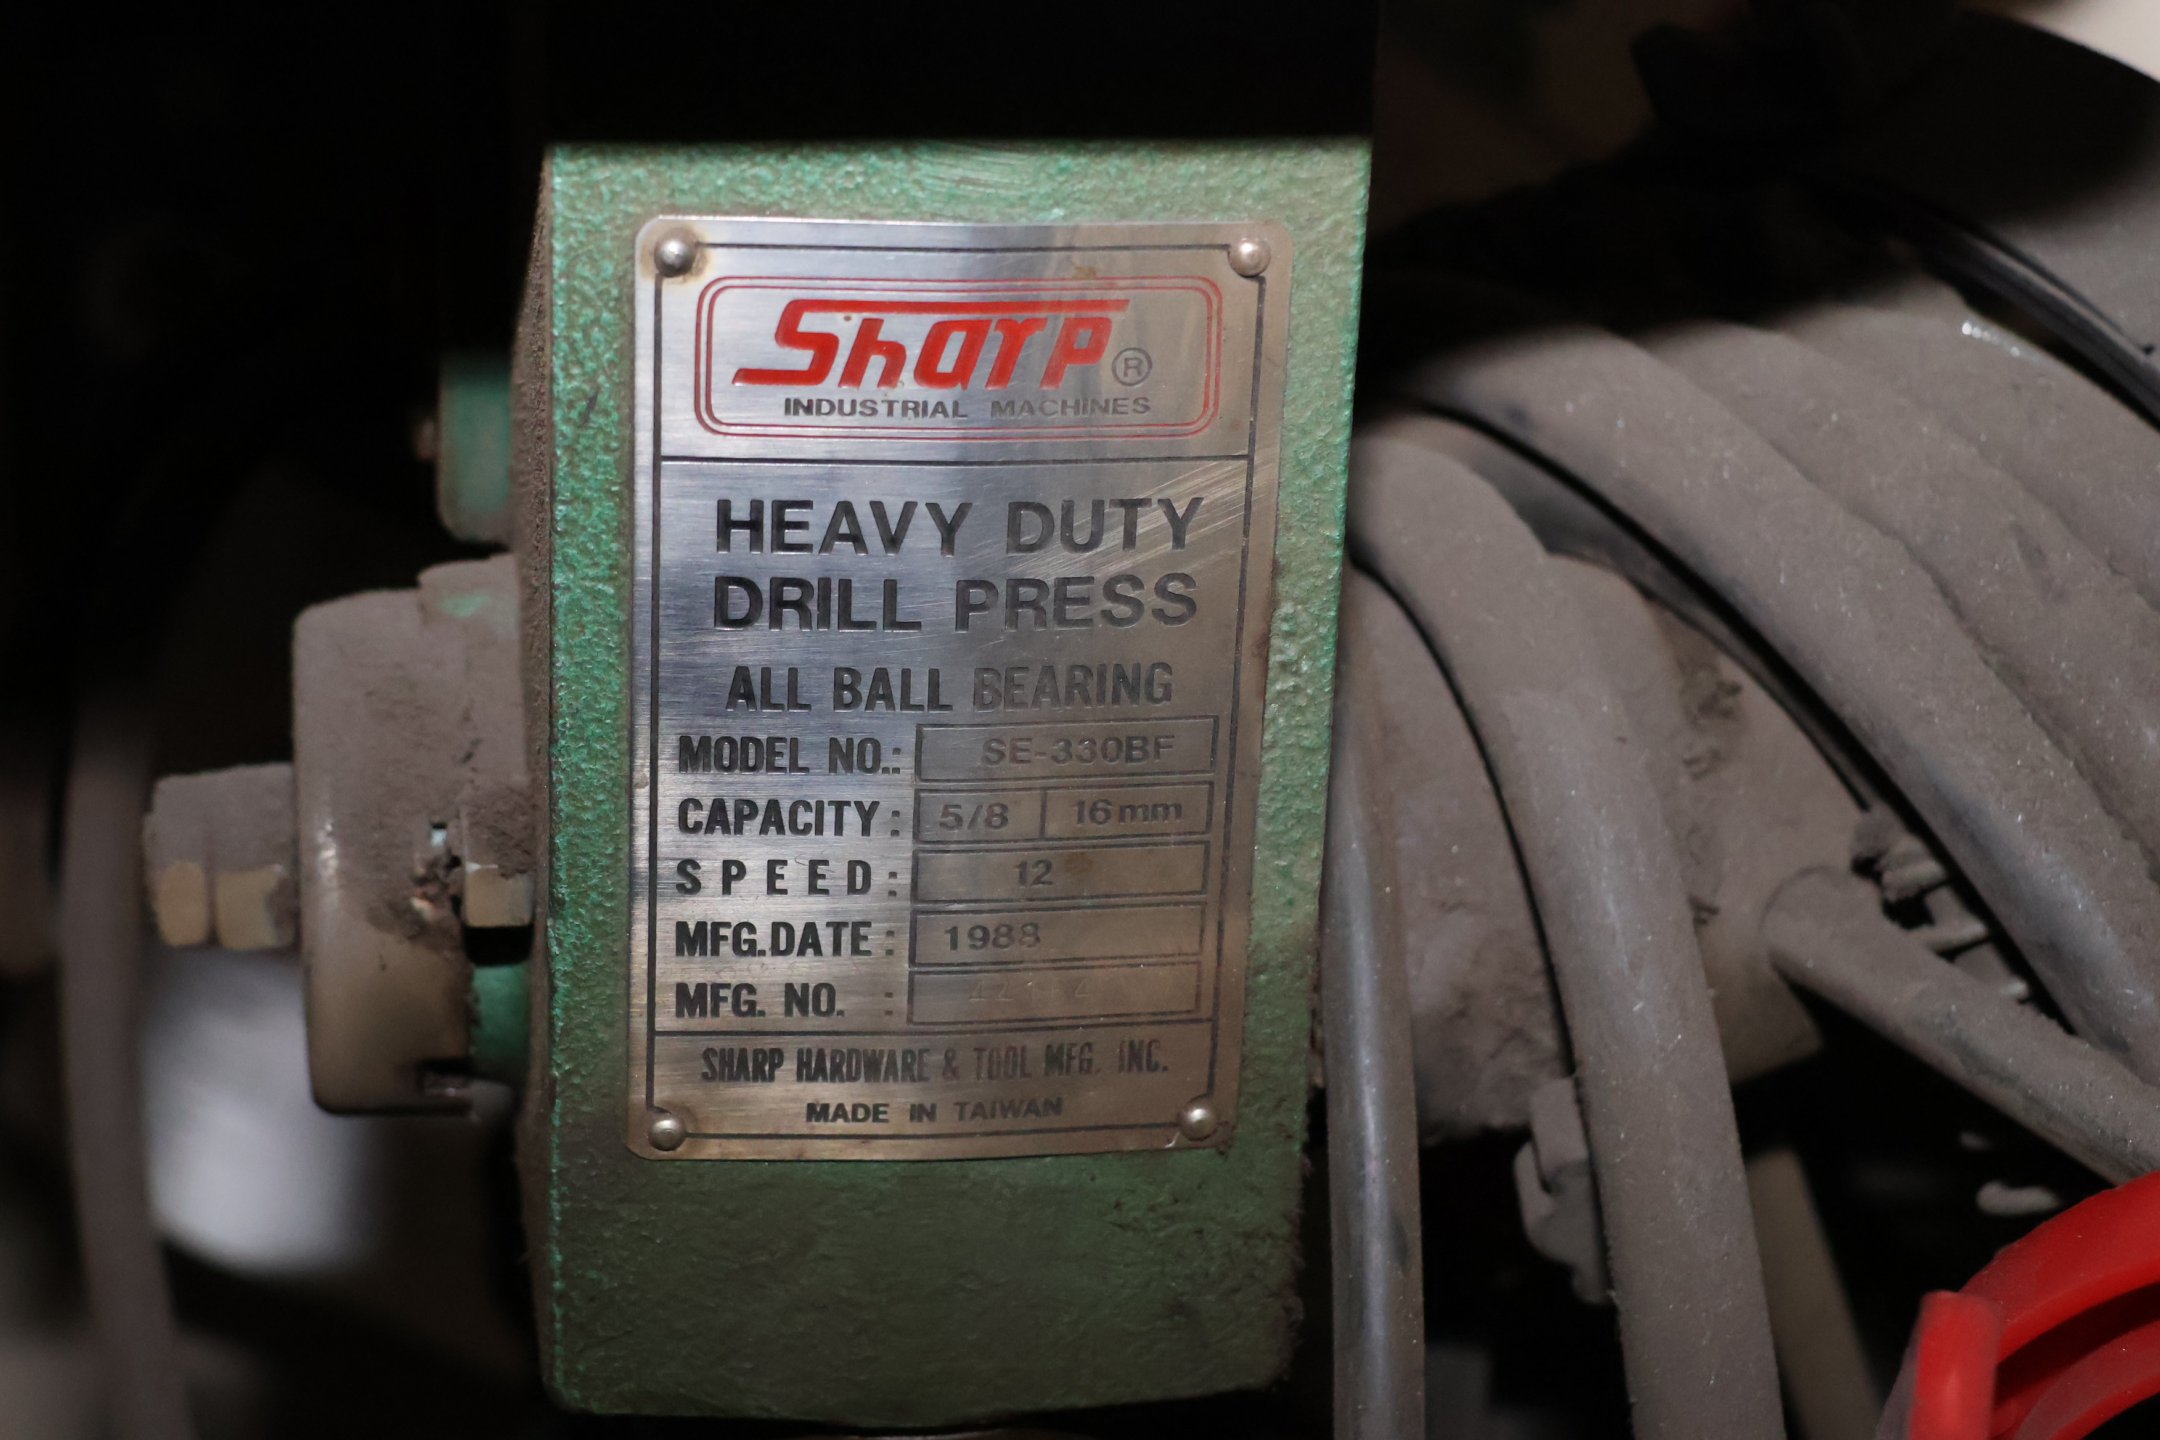 Sharp ®
INDUSTRIAL MACHINES
HEAVY DUTY
DRILL PRESS
ALL BALL BEARING
MODEL NO.: SE-330BF
CAPACITY: 5/8 16mm
SPEED: 12
MFG.DATE: 1988
MFG. NO. :
SHARP HARDWARE & TOOL MFG. INC.
MADE IN TAIWAN